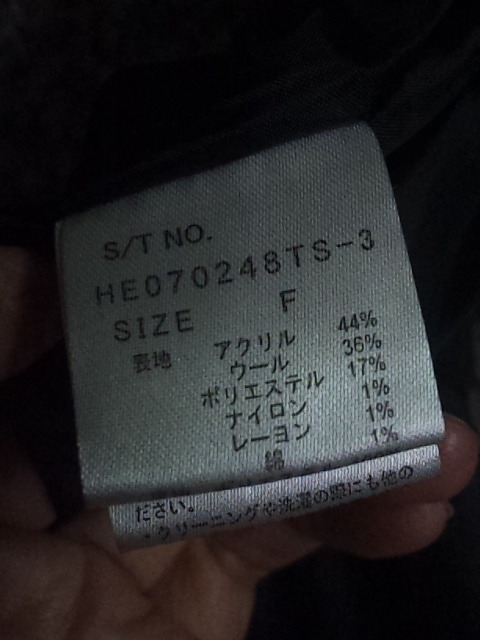 S/T NO.
HE070248TS-3
SIZE F
表地 アクリル 44%
ウール 36%
ポリエステル 17%
ナイロン 1%
レーヨン 1%
綿 1%
ださい。
・クリーニングや洗濯の際にも他の